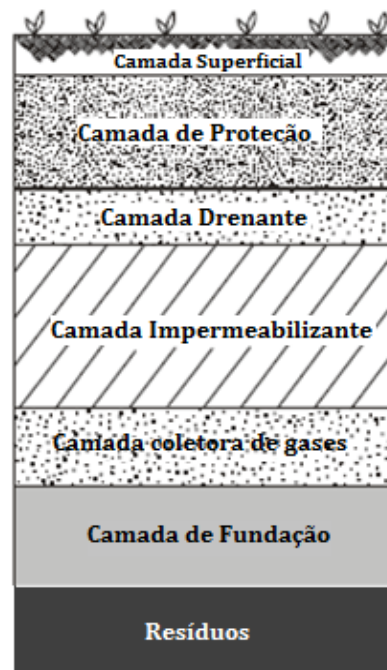 Camada Superficial
Camada de Proteção
Camada Drenante
Camada Impermeabilizante
Camada coletora de gases
Camada de Fundação
Resíduos